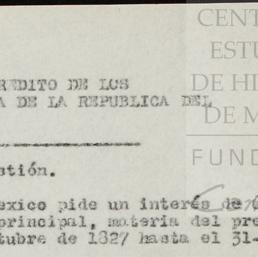 CENT
ESTU
DE HI
DE M
FUND
REDITO DE LOS
A DE LA REPUBLICA DEL
stión.
exico pide un interés de
principal, materia del pre
tubre de 1827 hasta el 31-